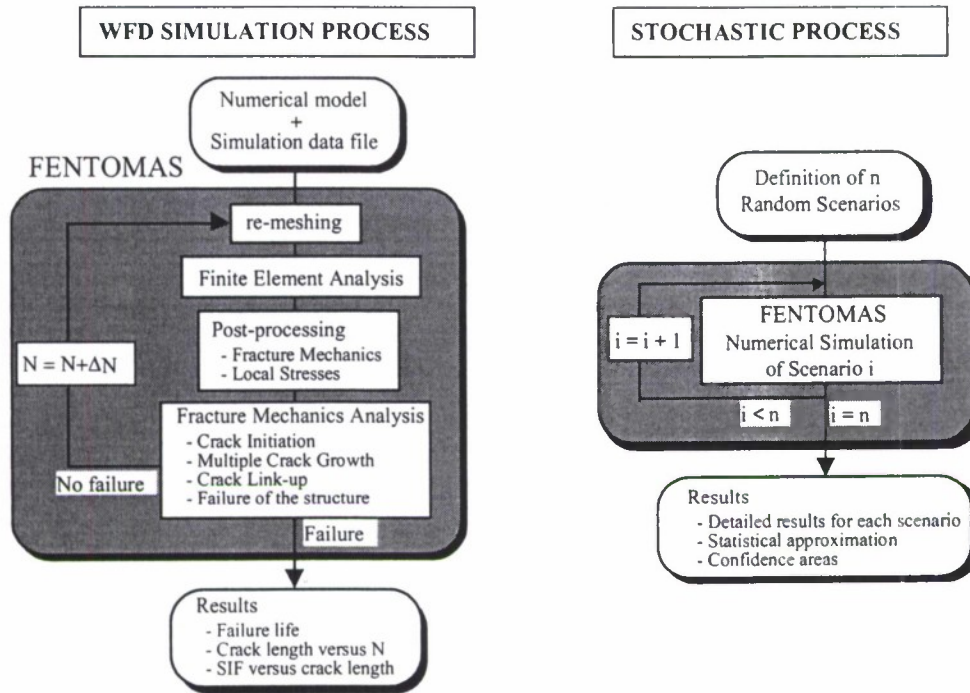 WFD SIMULATION PROCESS
Numerical model
+
Simulation data file
FENTOMAS
re-meshing
Finite Element Analysis
Post-processing
- Fracture Mechanics
- Local Stresses
N = N+ΔN
Fracture Mechanics Analysis
- Crack Initiation
- Multiple Crack Growth
- Crack Link-up
- Failure of the structure
No failure
Failure
Results
- Failure life
- Crack length versus N
- SIF versus crack length
STOCHASTIC PROCESS
Definition of n
Random Scenarios
FENTOMAS
Numerical Simulation
of Scenario i
i = i + 1
i < n
i = n
Results
- Detailed results for each scenario
- Statistical approximation
- Confidence areas